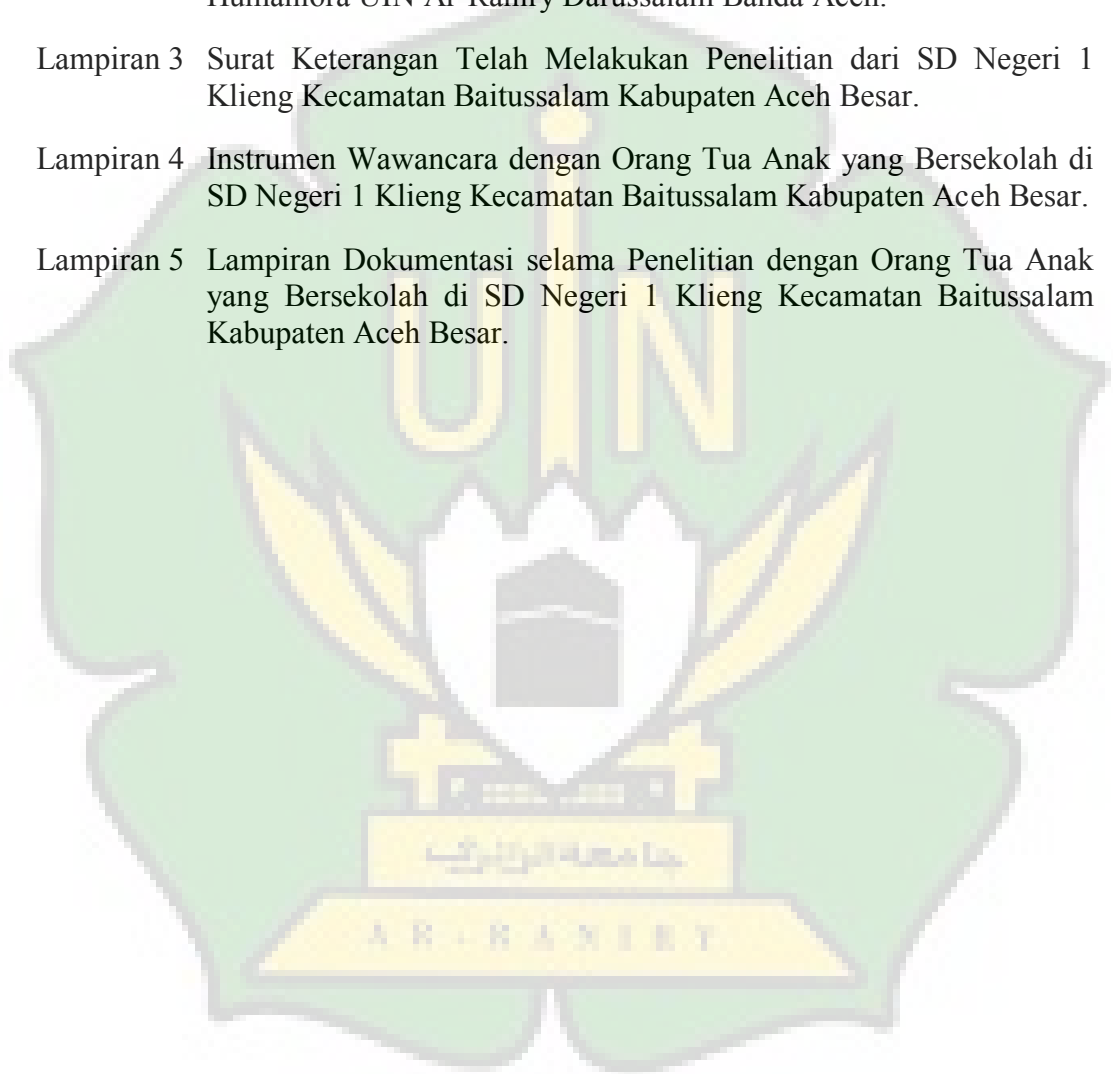 Humaniora UIN Ar-Raniry Darussalam Banda Aceh.
Lampiran 3 Surat Keterangan Telah Melakukan Penelitian dari SD Negeri 1
Klieng Kecamatan Baitussalam Kabupaten Aceh Besar.
Lampiran 4 Instrumen Wawancara dengan Orang Tua Anak yang Bersekolah di
SD Negeri 1 Klieng Kecamatan Baitussalam Kabupaten Aceh Besar.
Lampiran 5 Lampiran Dokumentasi selama Penelitian dengan Orang Tua Anak
yang Bersekolah di SD Negeri 1 Klieng Kecamatan Baitussalam
Kabupaten Aceh Besar.
UIN
جامعة الرانري
AR-RANIRY